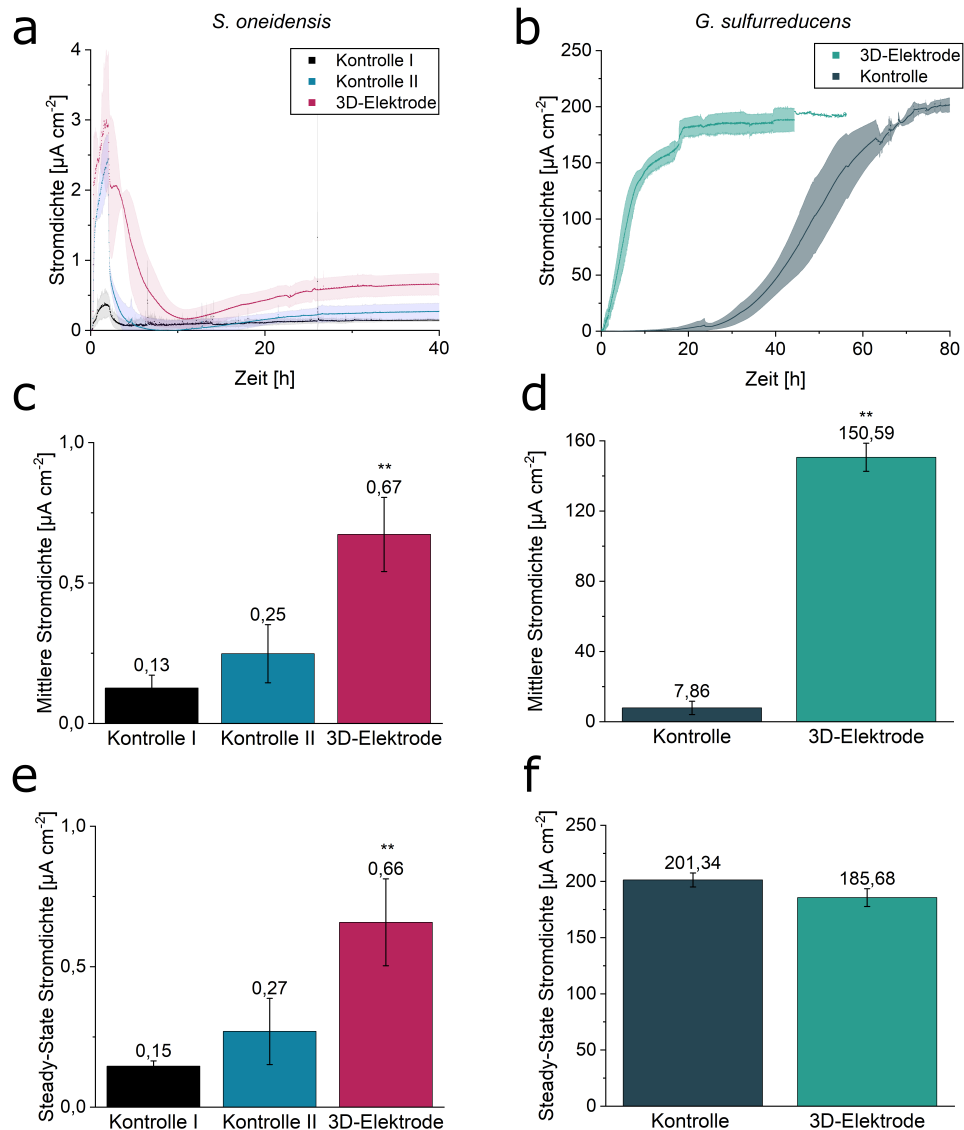 a
S. oneidensis
Kontrolle I
Kontrolle II
3D-Elektrode
Stromdichte [µA cm⁻²]
4
3
2
1
0
0
20
40
Zeit [h]
b
G. sulfurreducens
3D-Elektrode
Kontrolle
Stromdichte [µA cm⁻²]
250
200
150
100
50
0
0
20
40
60
80
Zeit [h]
c
Mittlere Stromdichte [µA cm⁻²]
1,0
0,5
0,0
0,13
0,25
**
0,67
Kontrolle I
Kontrolle II
3D-Elektrode
d
Mittlere Stromdichte [µA cm⁻²]
160
120
80
40
0
7,86
**
150,59
Kontrolle
3D-Elektrode
e
Steady-State Stromdichte [µA cm⁻²]
1,0
0,5
0,0
0,15
0,27
**
0,66
Kontrolle I
Kontrolle II
3D-Elektrode
f
Steady-State Stromdichte [µA cm⁻²]
250
200
150
100
50
0
201,34
185,68
Kontrolle
3D-Elektrode